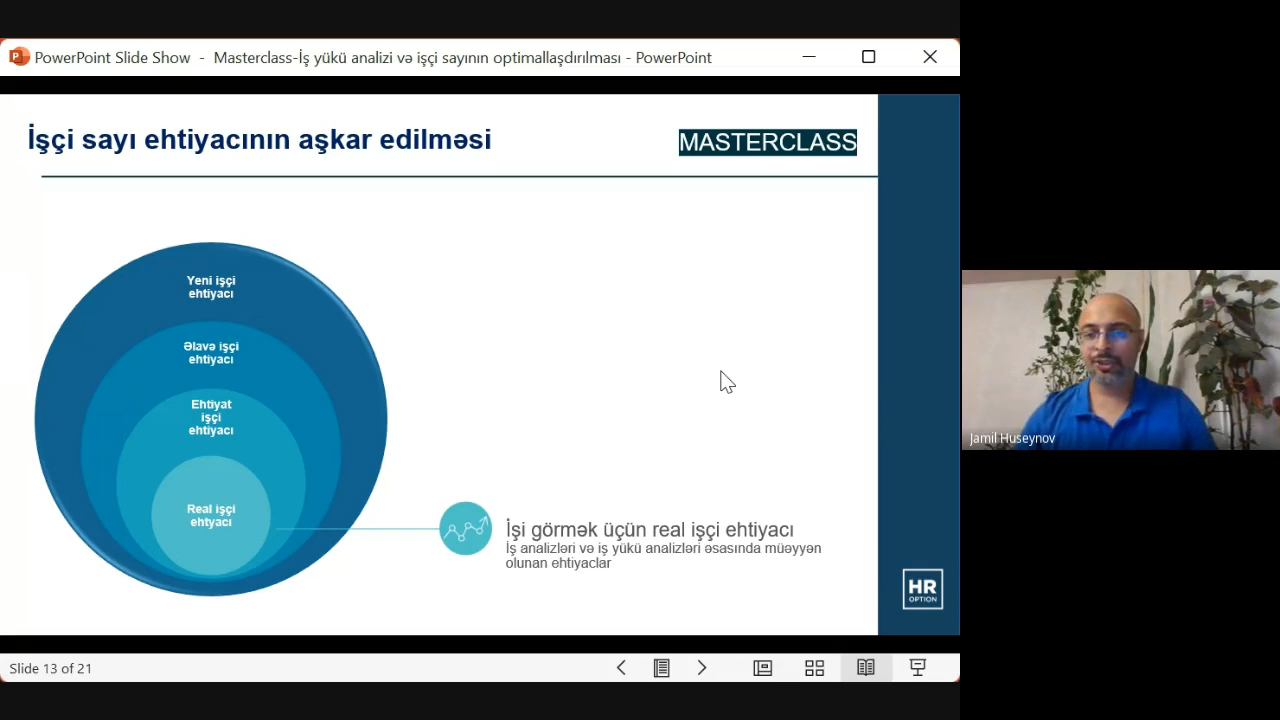 PowerPoint Slide Show - Masterclass-İş yükü analizi və işçi sayının optimallaşdırılması - PowerPoint
İşçi sayı ehtiyacının aşkar edilməsi
MASTERCLASS
Yeni işçi
ehtiyacı
Əlavə işçi
ehtiyacı
Ehtiyat
işçi
ehtiyacı
Real işçi
ehtyacı
İşi görmək üçün real işçi ehtiyacı
İş analizləri və iş yükü analizləri əsasında müəyyən
olunan ehtiyaclar
HR
OPTION
Jamil Huseynov
Slide 13 of 21